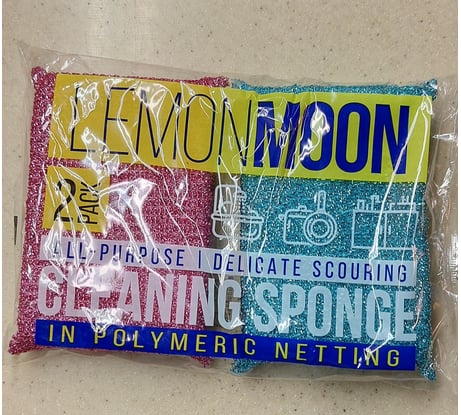 LEMONMOON
2 PACK
ALL-PURPOSE | DELICATE SCOURING
CLEANING SPONGE
IN POLYMERIC NETTING